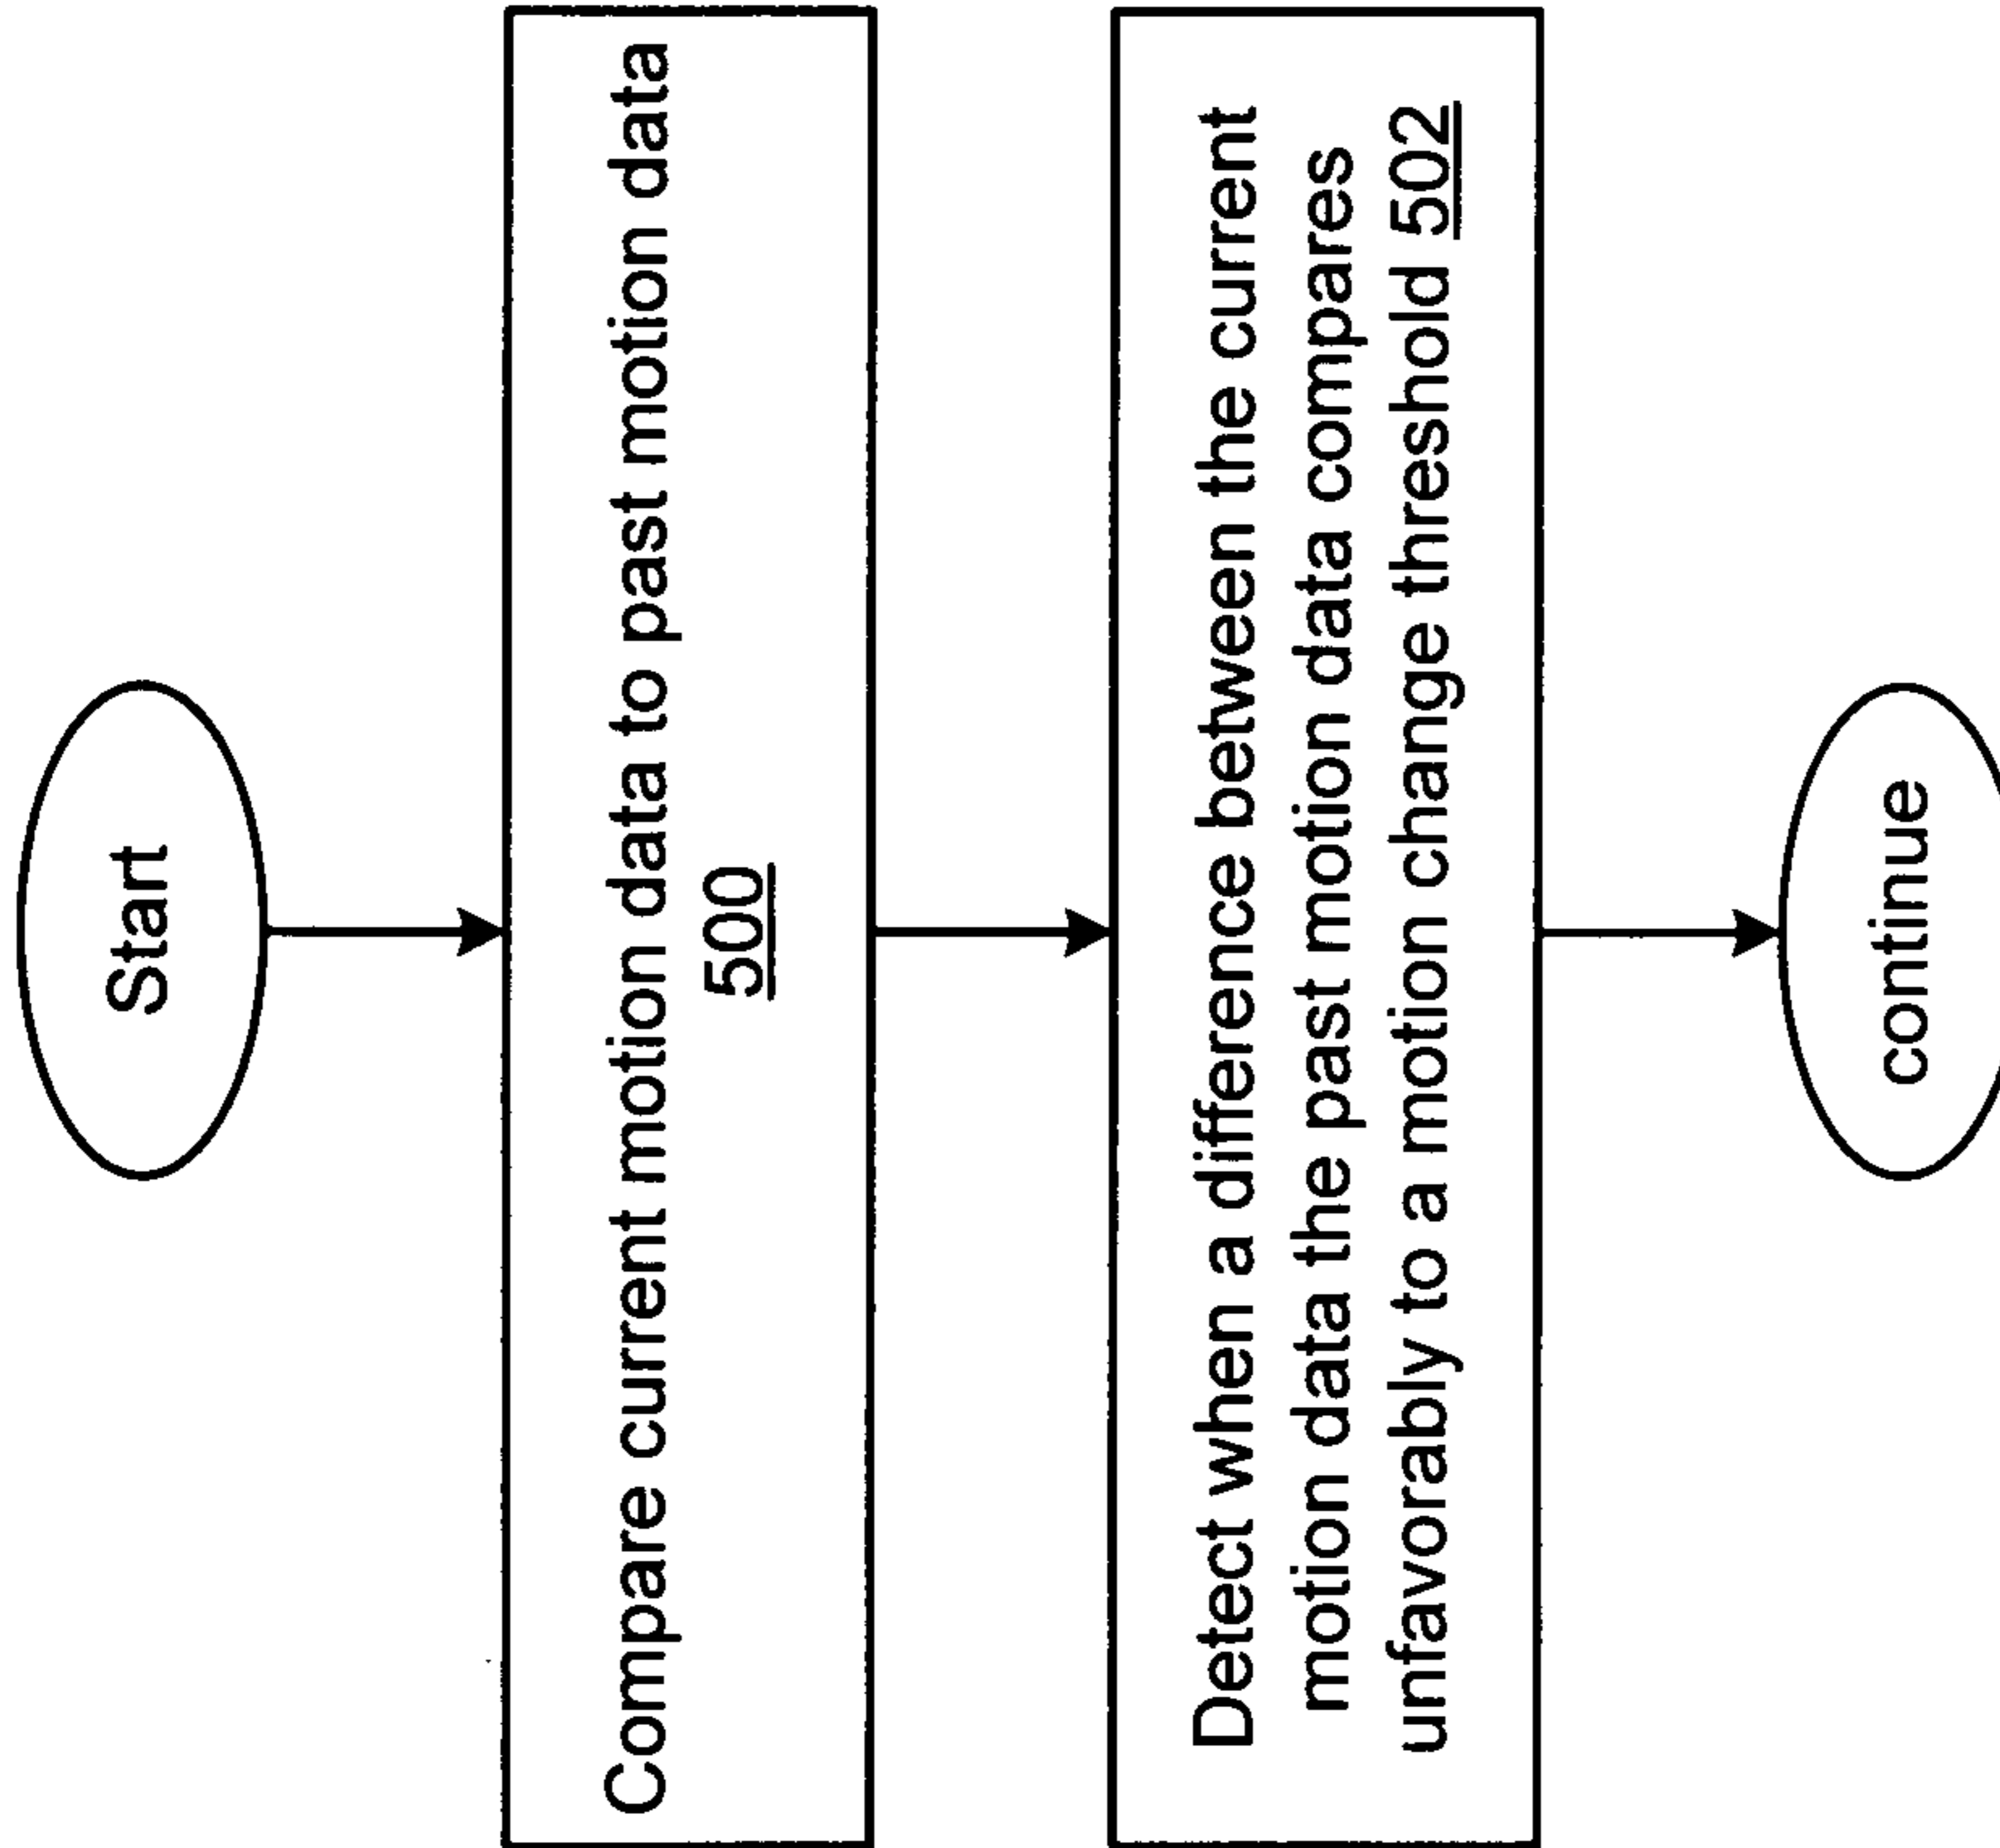 Start
Compare current motion data to past motion data
500
Detect when a difference between the current
motion data the past motion data compares
unfavorably to a motion change threshold 502
continue